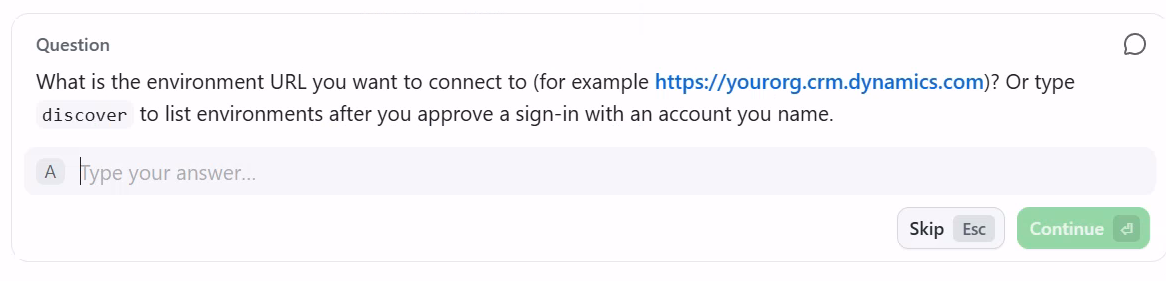 Question
What is the environment URL you want to connect to (for example https://yourorg.crm.dynamics.com)? Or type
discover to list environments after you approve a sign-in with an account you name.
A Type your answer...
Skip Esc Continue ⏎